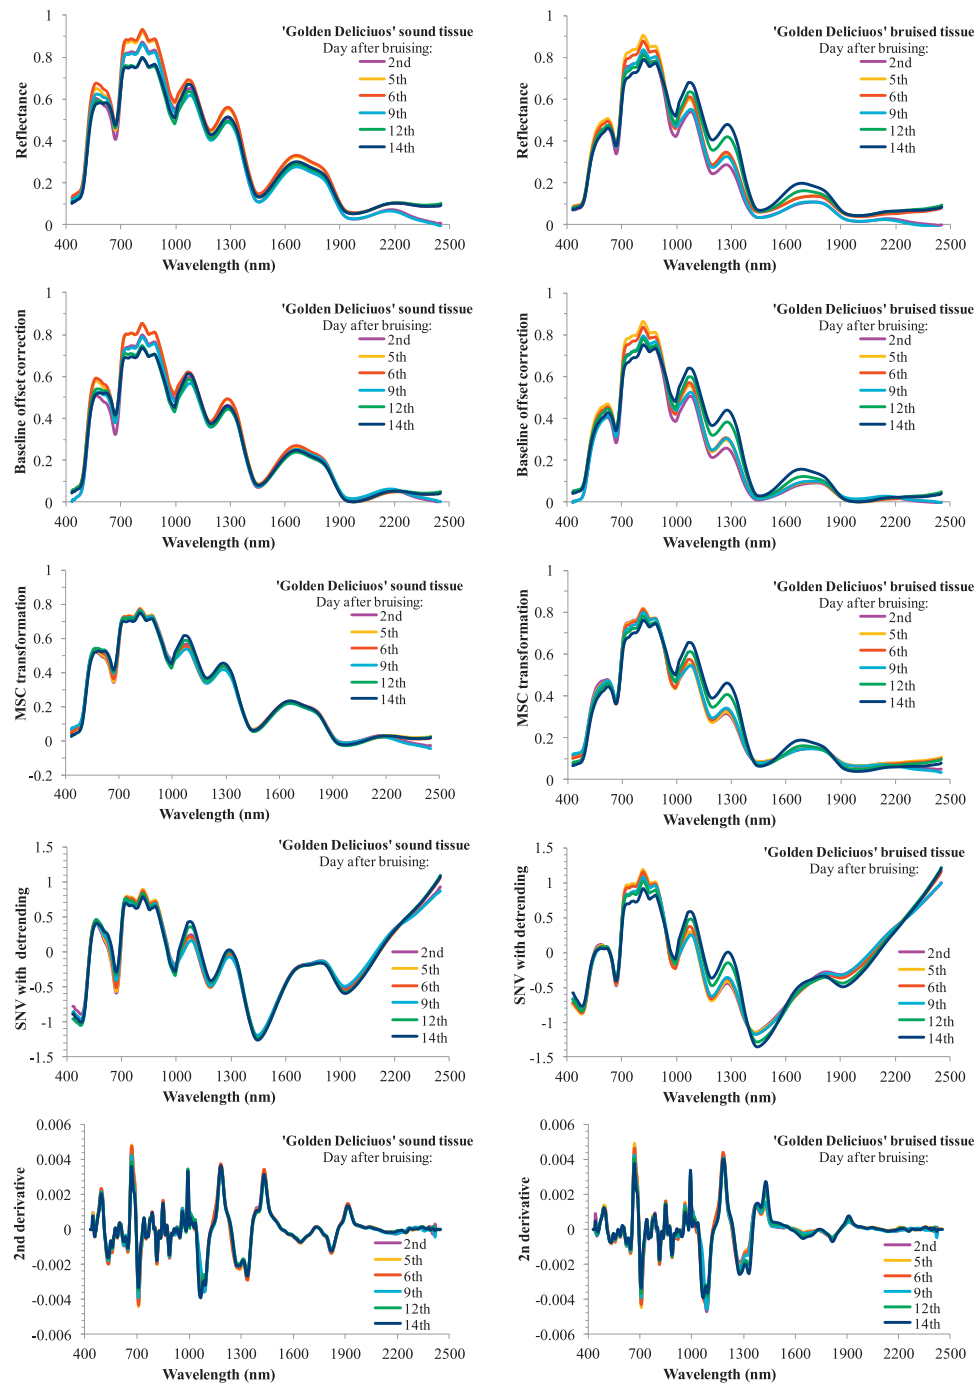 'Golden Deliciuos' sound tissue
Day after bruising:
2nd
5th
6th
9th
12th
14th
Reflectance
1
0.8
0.6
0.4
0.2
0
400 700 1000 1300 1600 1900 2200 2500
Wavelength (nm)
'Golden Deliciuos' bruised tissue
Day after bruising:
2nd
5th
6th
9th
12th
14th
Reflectance
1
0.8
0.6
0.4
0.2
0
400 700 1000 1300 1600 1900 2200 2500
Wavelength (nm)
'Golden Deliciuos' sound tissue
Day after bruising:
2nd
5th
6th
9th
12th
14th
Baseline offset correction
1
0.8
0.6
0.4
0.2
0
400 700 1000 1300 1600 1900 2200 2500
Wavelength (nm)
'Golden Deliciuos' bruised tissue
Day after bruising:
2nd
5th
6th
9th
12th
14th
Baseline offset correction
1
0.8
0.6
0.4
0.2
0
400 700 1000 1300 1600 1900 2200 2500
Wavelength (nm)
'Golden Deliciuos' sound tissue
Day after bruising:
2nd
5th
6th
9th
12th
14th
MSC transformation
1
0.8
0.6
0.4
0.2
0
-0.2
400 700 1000 1300 1600 1900 2200 2500
Wavelength (nm)
'Golden Deliciuos' bruised tissue
Day after bruising:
2nd
5th
6th
9th
12th
14th
MSC transformation
1
0.8
0.6
0.4
0.2
0
400 700 1000 1300 1600 1900 2200 2500
Wavelength (nm)
'Golden Deliciuos' sound tissue
Day after bruising:
2nd
5th
6th
9th
12th
14th
SNV with detrending
1.5
1
0.5
0
-0.5
-1
-1.5
400 700 1000 1300 1600 1900 2200 2500
Wavelength (nm)
'Golden Deliciuos' bruised tissue
Day after bruising:
2nd
5th
6th
9th
12th
14th
SNV with detrending
1.5
1
0.5
0
-0.5
-1
-1.5
400 700 1000 1300 1600 1900 2200 2500
Wavelength (nm)
'Golden Deliciuos' sound tissue
Day after bruising:
2nd
5th
6th
9th
12th
14th
2nd derivative
0.006
0.004
0.002
0
-0.002
-0.004
-0.006
400 700 1000 1300 1600 1900 2200 2500
Wavelength (nm)
'Golden Deliciuos' bruised tissue
Day after bruising:
2nd
5th
6th
9th
12th
14th
2n derivative
0.006
0.004
0.002
0
-0.002
-0.004
-0.006
400 700 1000 1300 1600 1900 2200 2500
Wavelength (nm)